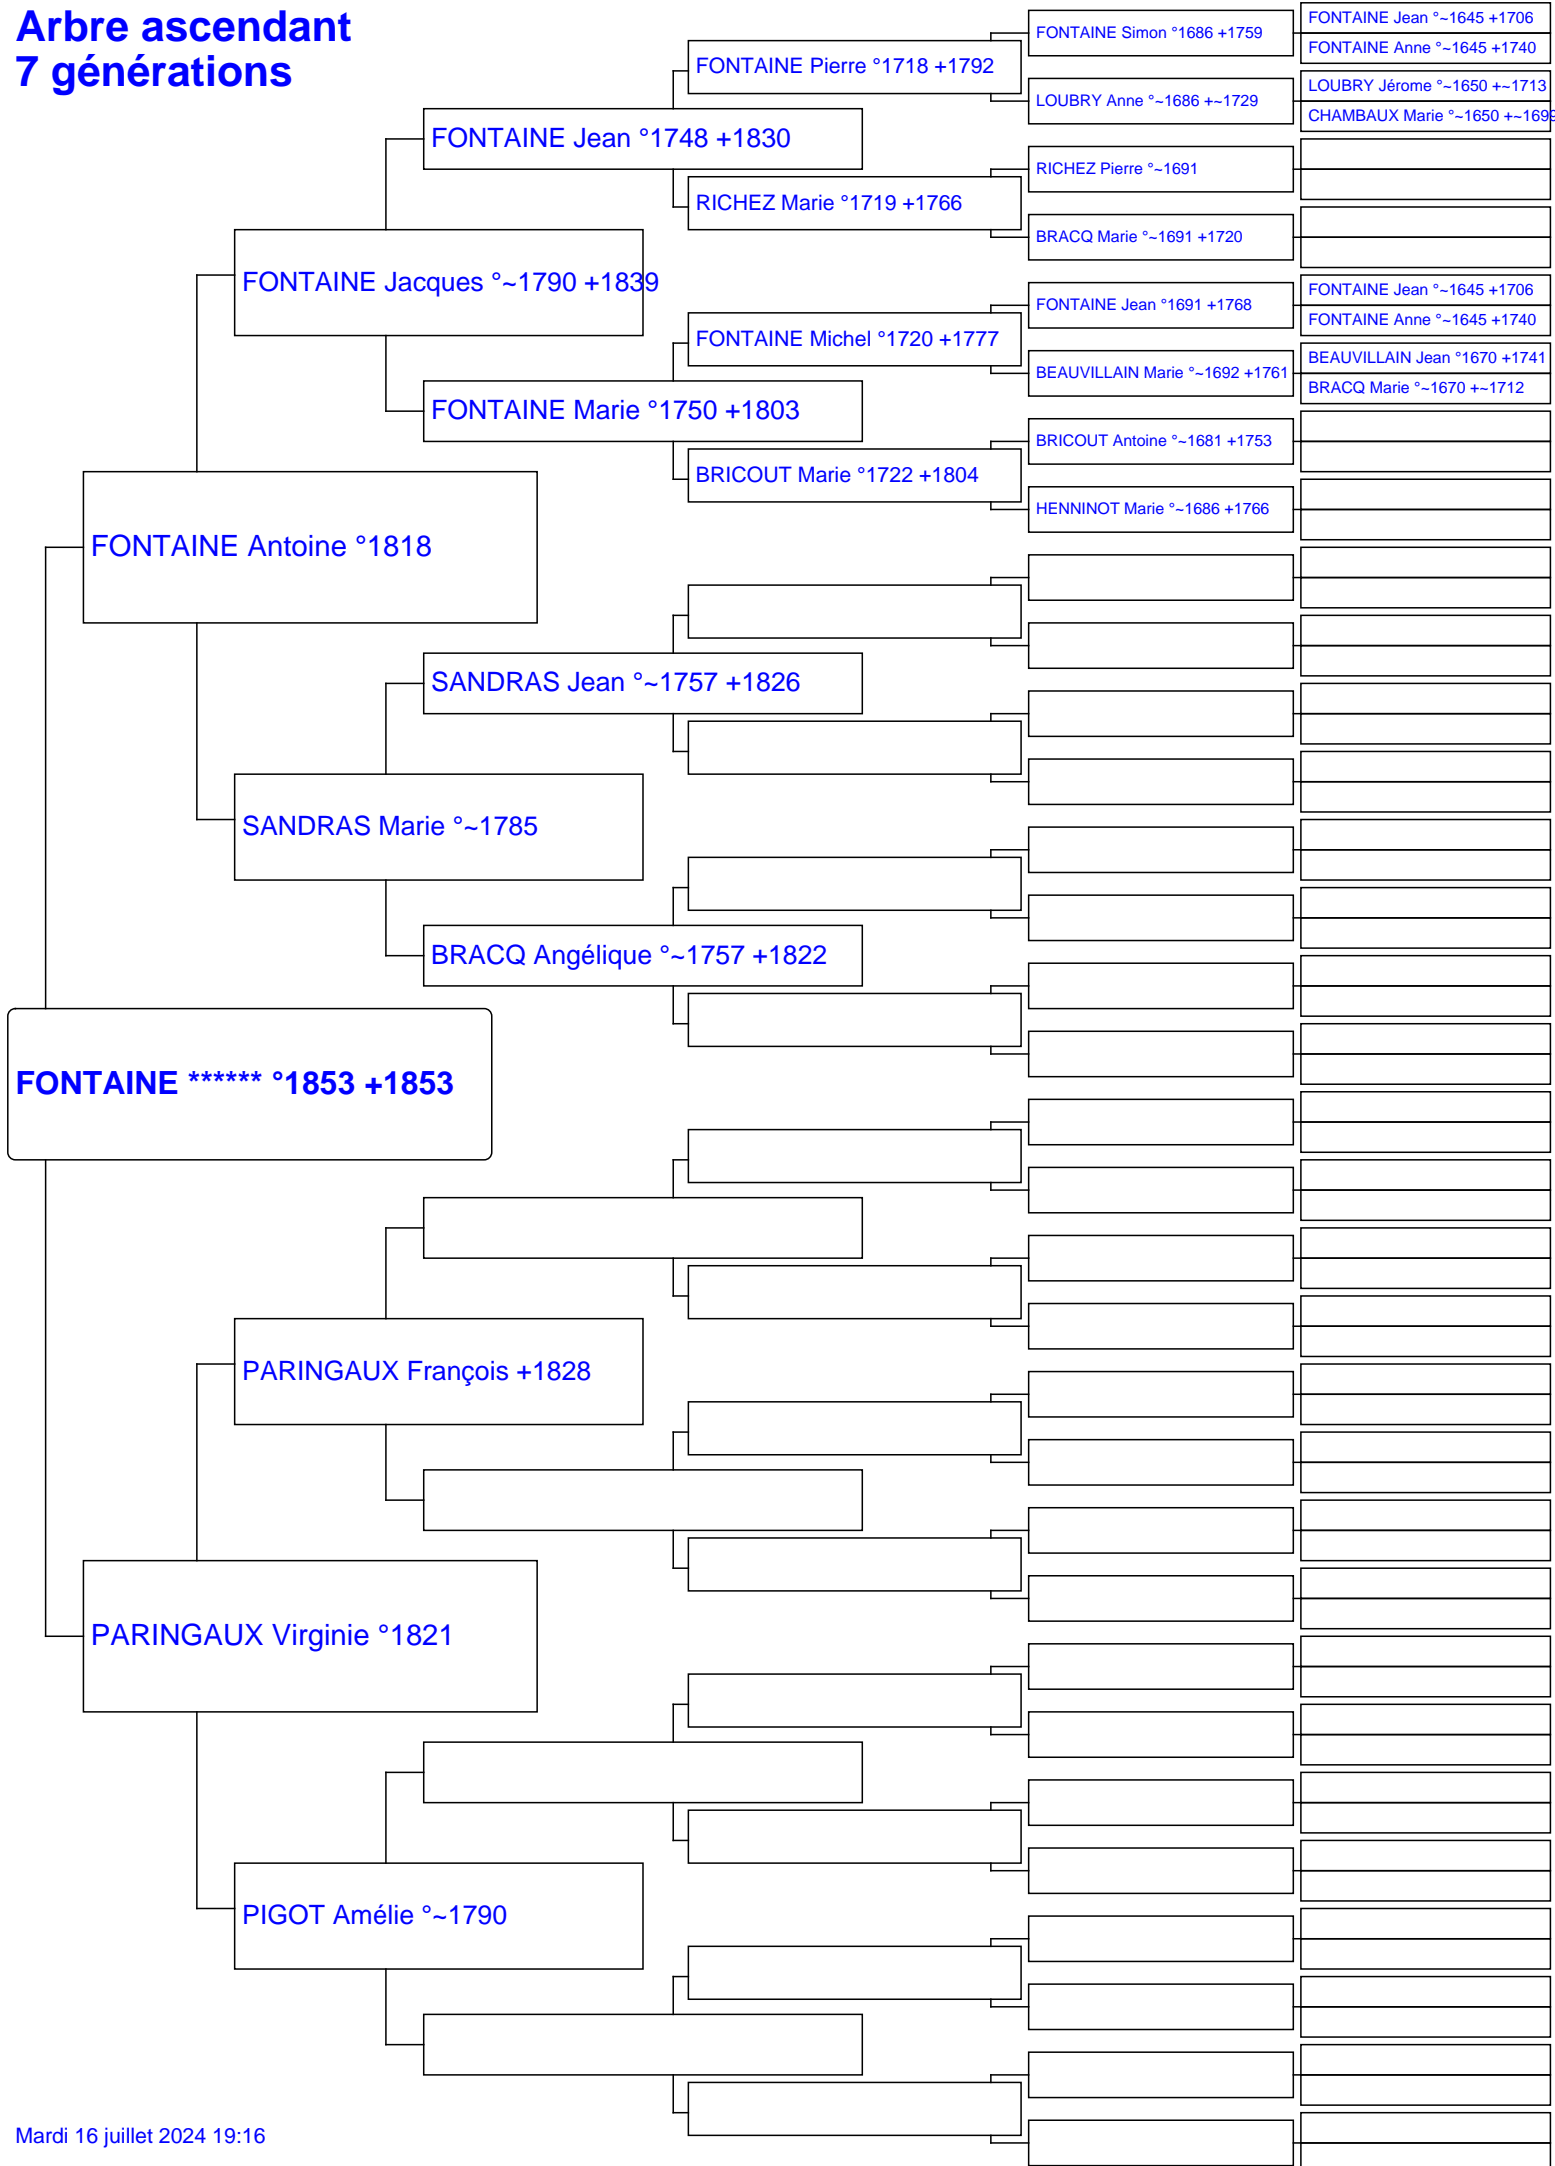 Arbre ascendant
7 générations
FONTAINE Simon °1686 +1759
FONTAINE Jean °~1645 +1706
FONTAINE Anne °~1645 +1740
FONTAINE Pierre °1718 +1792
LOUBRY Anne °~1686 +~1729
LOUBRY Jérome °~1650 +~1713
CHAMBAUX Marie °~1650 +~1699
FONTAINE Jean °1748 +1830
RICHEZ Pierre °~1691
RICHEZ Marie °1719 +1766
BRACQ Marie °~1691 +1720
FONTAINE Jacques °~1790 +1839
FONTAINE Jean °1691 +1768
FONTAINE Jean °~1645 +1706
FONTAINE Anne °~1645 +1740
FONTAINE Michel °1720 +1777
BEAUVILLAIN Marie °~1692 +1761
BEAUVILLAIN Jean °1670 +1741
BRACQ Marie °~1670 +~1712
FONTAINE Marie °1750 +1803
BRICOUT Antoine °~1681 +1753
BRICOUT Marie °1722 +1804
HENNINOT Marie °~1686 +1766
FONTAINE Antoine °1818
SANDRAS Jean °~1757 +1826
SANDRAS Marie °~1785
BRACQ Angélique °~1757 +1822
FONTAINE ****** °1853 +1853
PARINGAUX François +1828
PARINGAUX Virginie °1821
PIGOT Amélie °~1790
Mardi 16 juillet 2024 19:16